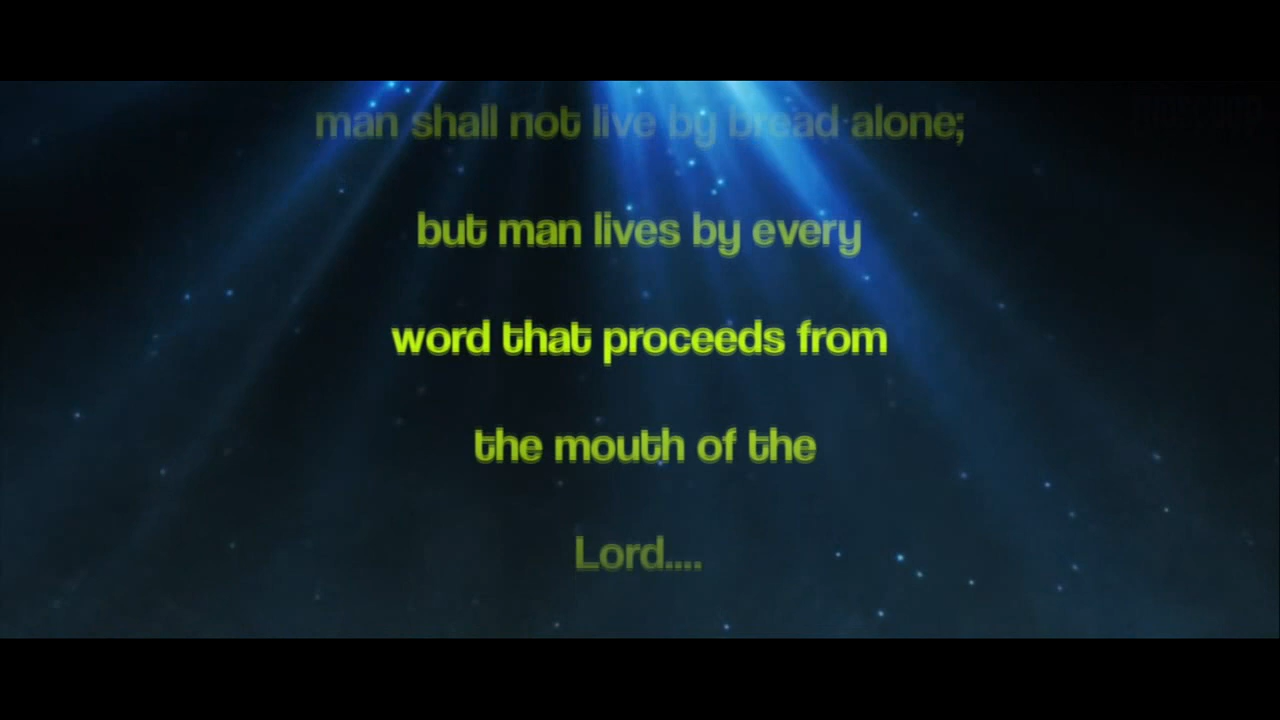 man shall not live by bread alone;
but man lives by every
word that proceeds from
the mouth of the
Lord....